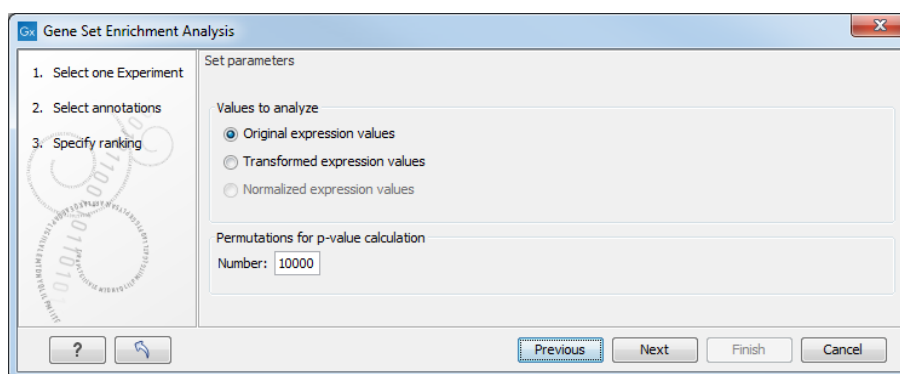 Gx Gene Set Enrichment Analysis
1. Select one Experiment
2. Select annotations
3. Specify ranking
Set parameters
Values to analyze
Original expression values
Transformed expression values
Normalized expression values
Permutations for p-value calculation
Number: 10000
? Previous Next Finish Cancel